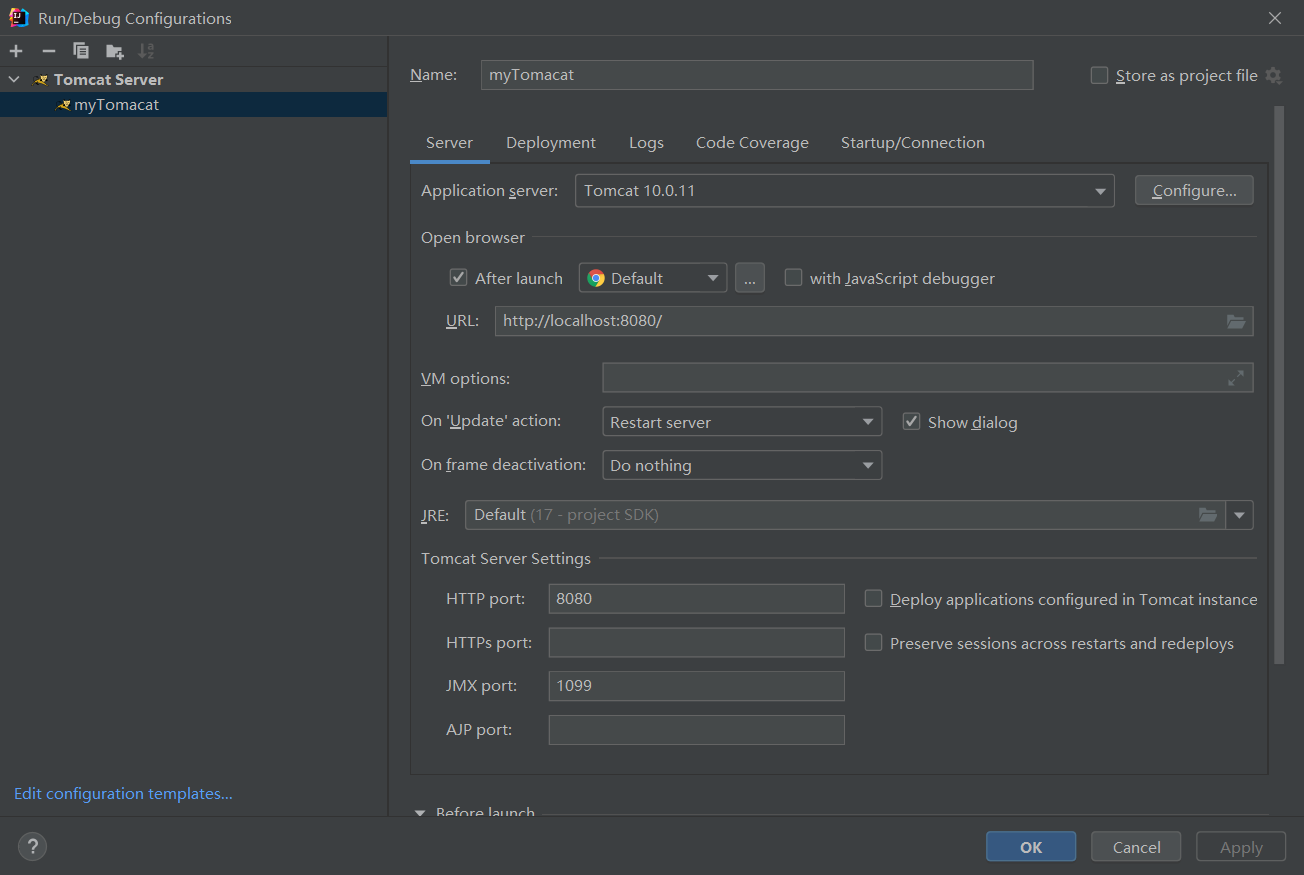 Run/Debug Configurations
Tomcat Server
myTomacat
Edit configuration templates...
Name: myTomacat Store as project file
Server Deployment Logs Code Coverage Startup/Connection
Application server: Tomcat 10.0.11 Configure...
Open browser
After launch Default ... with JavaScript debugger
URL: http://localhost:8080/
VM options:
On 'Update' action: Restart server Show dialog
On frame deactivation: Do nothing
JRE: Default (17 - project SDK)
Tomcat Server Settings
HTTP port: 8080 Deploy applications configured in Tomcat instance
HTTPs port: Preserve sessions across restarts and redeploys
JMX port: 1099
AJP port:
Before launch
? OK Cancel Apply